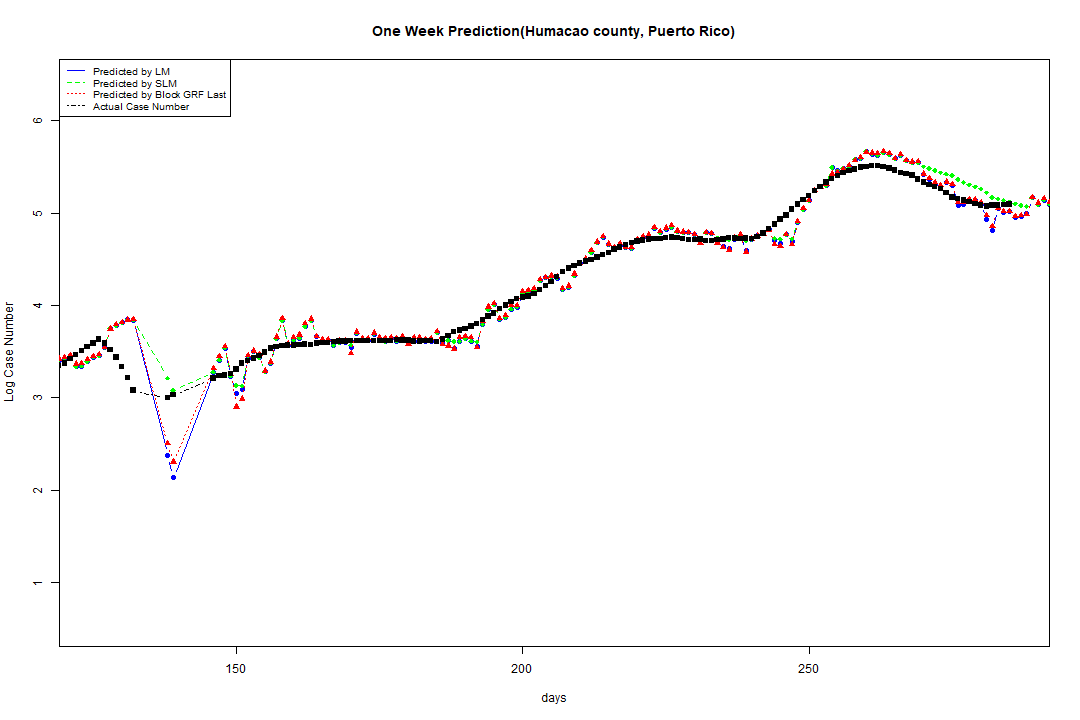 One Week Prediction(Humacao county, Puerto Rico)
Predicted by LM
Predicted by SLM
Predicted by Block GRF Last
Actual Case Number
6
5
4
3
2
1
Log Case Number
150 200 250
days